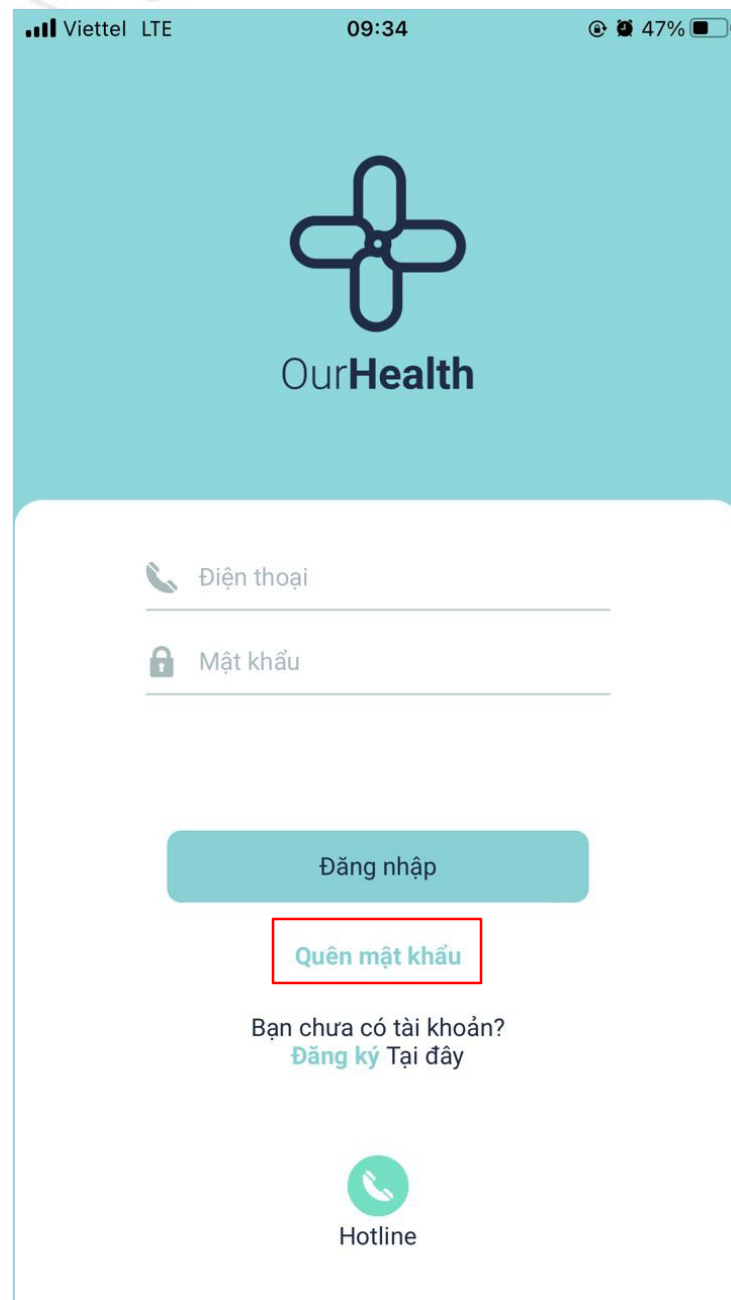 Viettel LTE 09:34 47%
OurHealth
Điện thoại
Mật khẩu
Đăng nhập
Quên mật khẩu
Bạn chưa có tài khoản?
Đăng ký Tại đây
Hotline